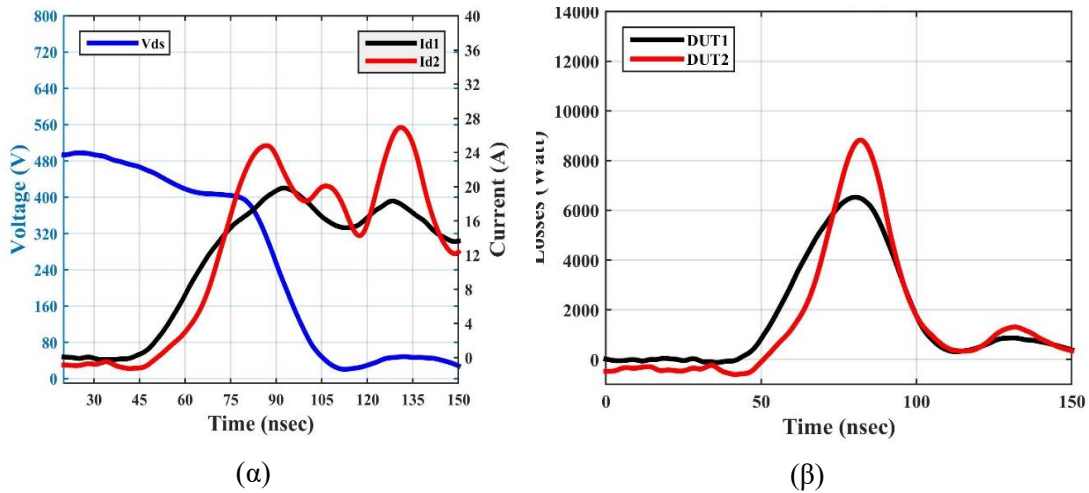 800
720
640
560
480
400
320
240
160
80
0
Voltage (V)
Vds
Id1
Id2
40
36
32
28
24
20
16
12
8
4
0
Current (A)
30 45 60 75 90 105 120 135 150
Time (nsec)
(α)
14000
12000
10000
8000
6000
4000
2000
0
Losses (Watt)
DUT1
DUT2
0 50 100 150
Time (nsec)
(β)